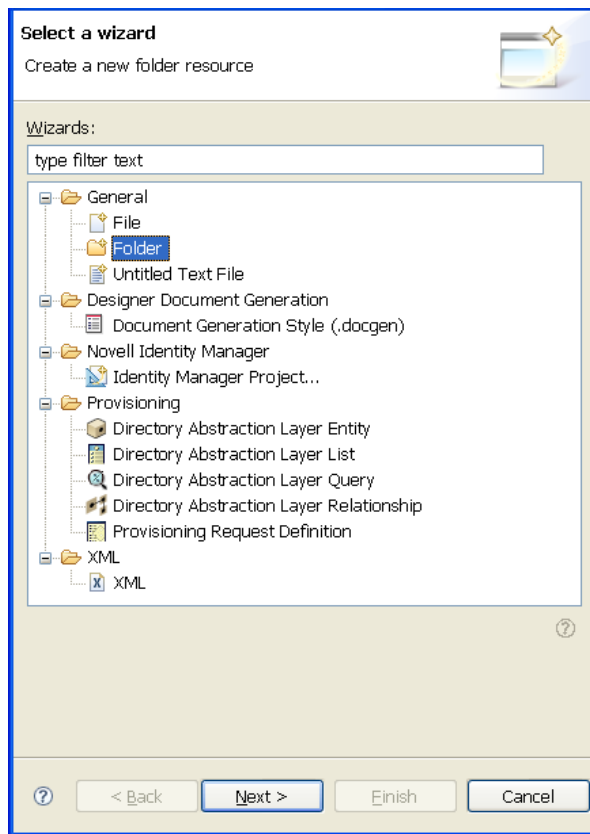 Select a wizard
Create a new folder resource
Wizards:
type filter text
General
File
Folder
Untitled Text File
Designer Document Generation
Document Generation Style (.docgen)
Novell Identity Manager
Identity Manager Project...
Provisioning
Directory Abstraction Layer Entity
Directory Abstraction Layer List
Directory Abstraction Layer Query
Directory Abstraction Layer Relationship
Provisioning Request Definition
XML
XML
< Back Next > Finish Cancel